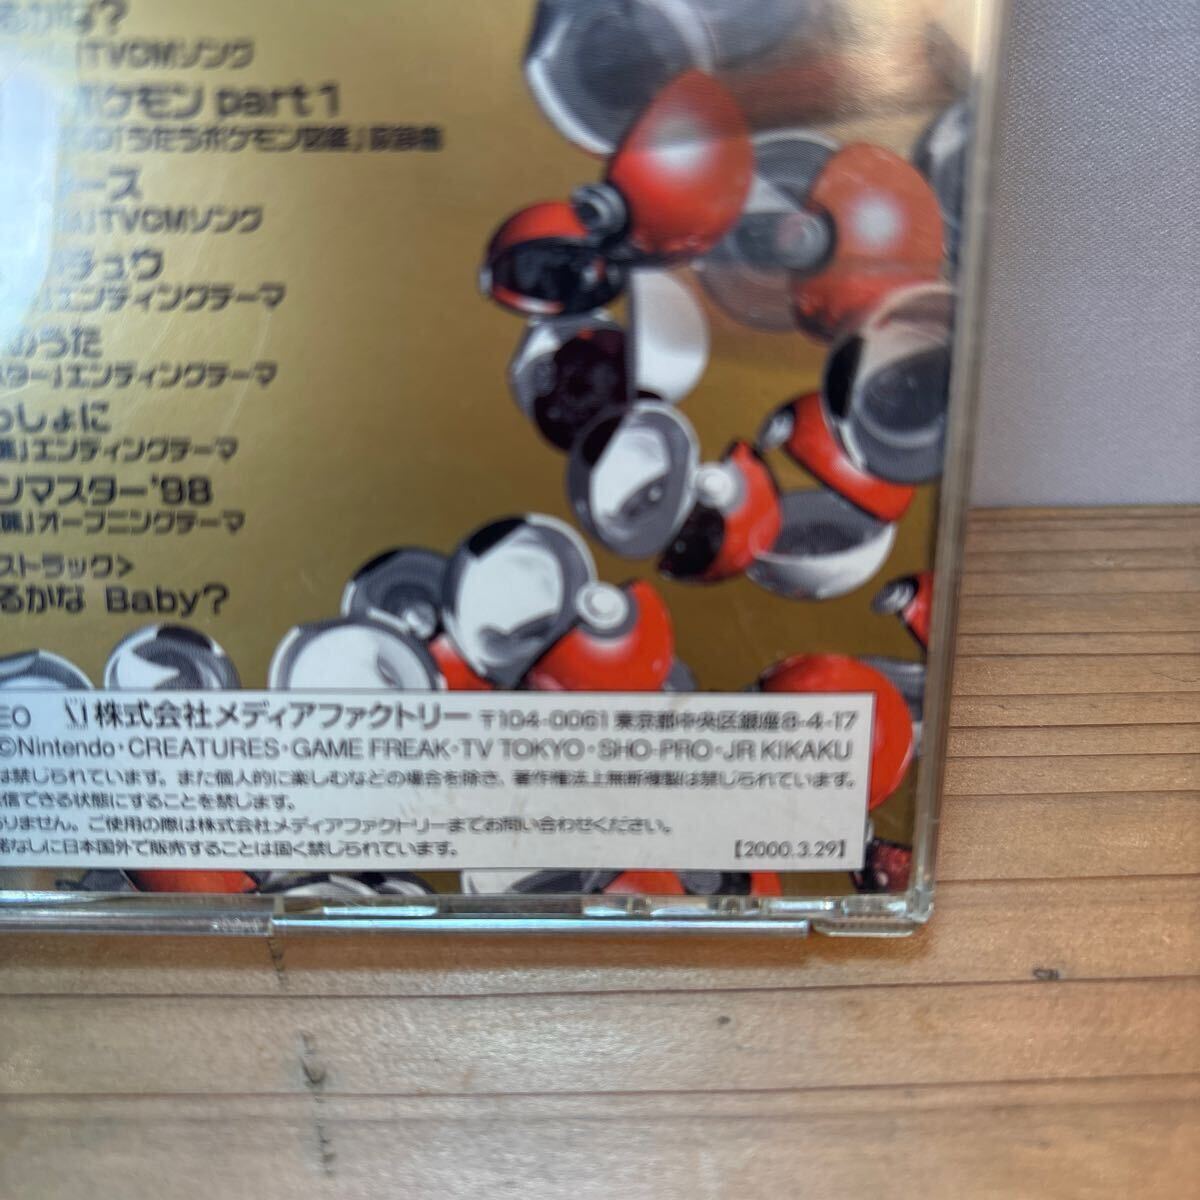 るかな?
」TVCMソング
ポケモン part 1
CD「うたうポケモン図鑑」収録曲
ース
」TVCMソング
チュウ
」エンディングテーマ
のうた
スター」エンディングテーマ
っしょに
集」エンディングテーマ
ンマスター'98
集」オープニングテーマ
ストラック>
るかな Baby?
EO 株式会社メディアファクトリー 〒104-0061 東京都中央区銀座8-4-17
©Nintendo・CREATURES・GAME FREAK・TV TOKYO・SHO-PRO・JR KIKAKU
は禁じられています。また個人的に楽しむなどの場合を除き、著作権法上無断複製は禁じられています。
信できる状態にすることを禁じます。
ありません。ご使用の際は株式会社メディアファクトリーまでお問い合わせください。
諾なしに日本国外で販売することは固く禁じられています。 【2000.3.29】